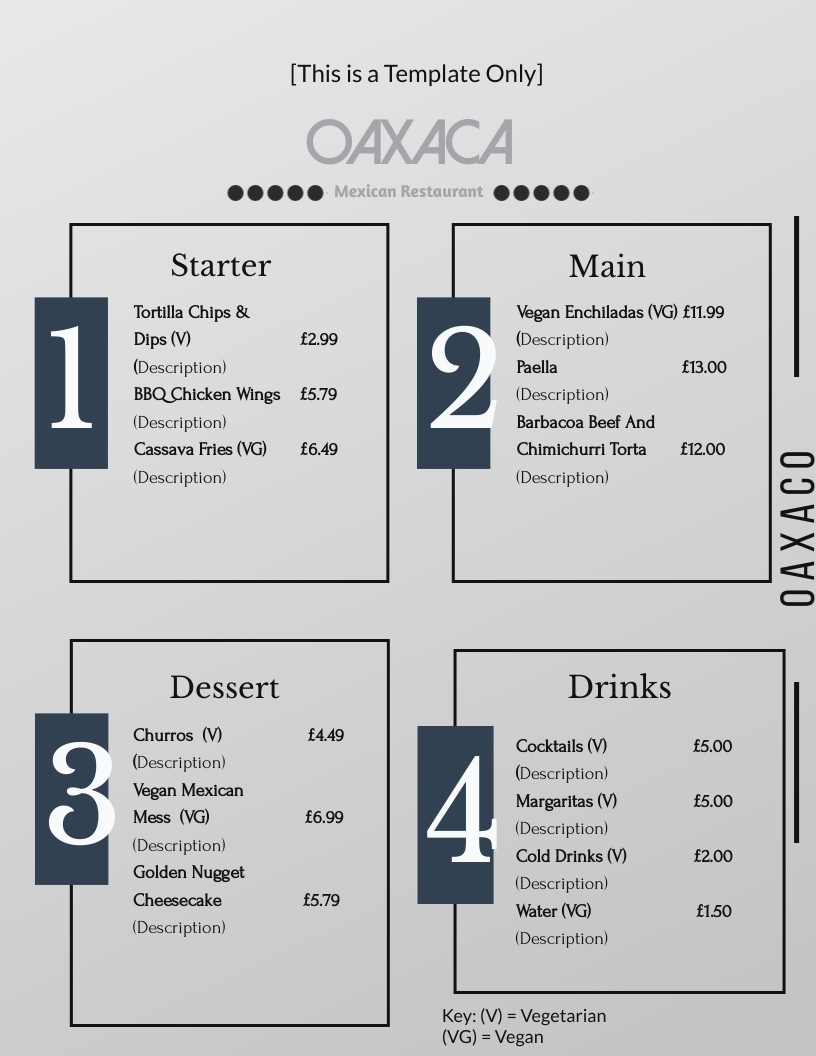 [This is a Template Only]
OAXACA
Mexican Restaurant
Starter
1
Tortilla Chips &
Dips (V) £2.99
(Description)
BBQ Chicken Wings £5.79
(Description)
Cassava Fries (VG) £6.49
(Description)
Main
2
Vegan Enchiladas (VG) £11.99
(Description)
Paella £13.00
(Description)
Barbacoa Beef And
Chimichurri Torta £12.00
(Description)
OAXACO
Dessert
3
Churros (V) £4.49
(Description)
Vegan Mexican
Mess (VG) £6.99
(Description)
Golden Nugget
Cheesecake £5.79
(Description)
Drinks
4
Cocktails (V) £5.00
(Description)
Margaritas (V) £5.00
(Description)
Cold Drinks (V) £2.00
(Description)
Water (VG) £1.50
(Description)
Key: (V) = Vegetarian
(VG) = Vegan